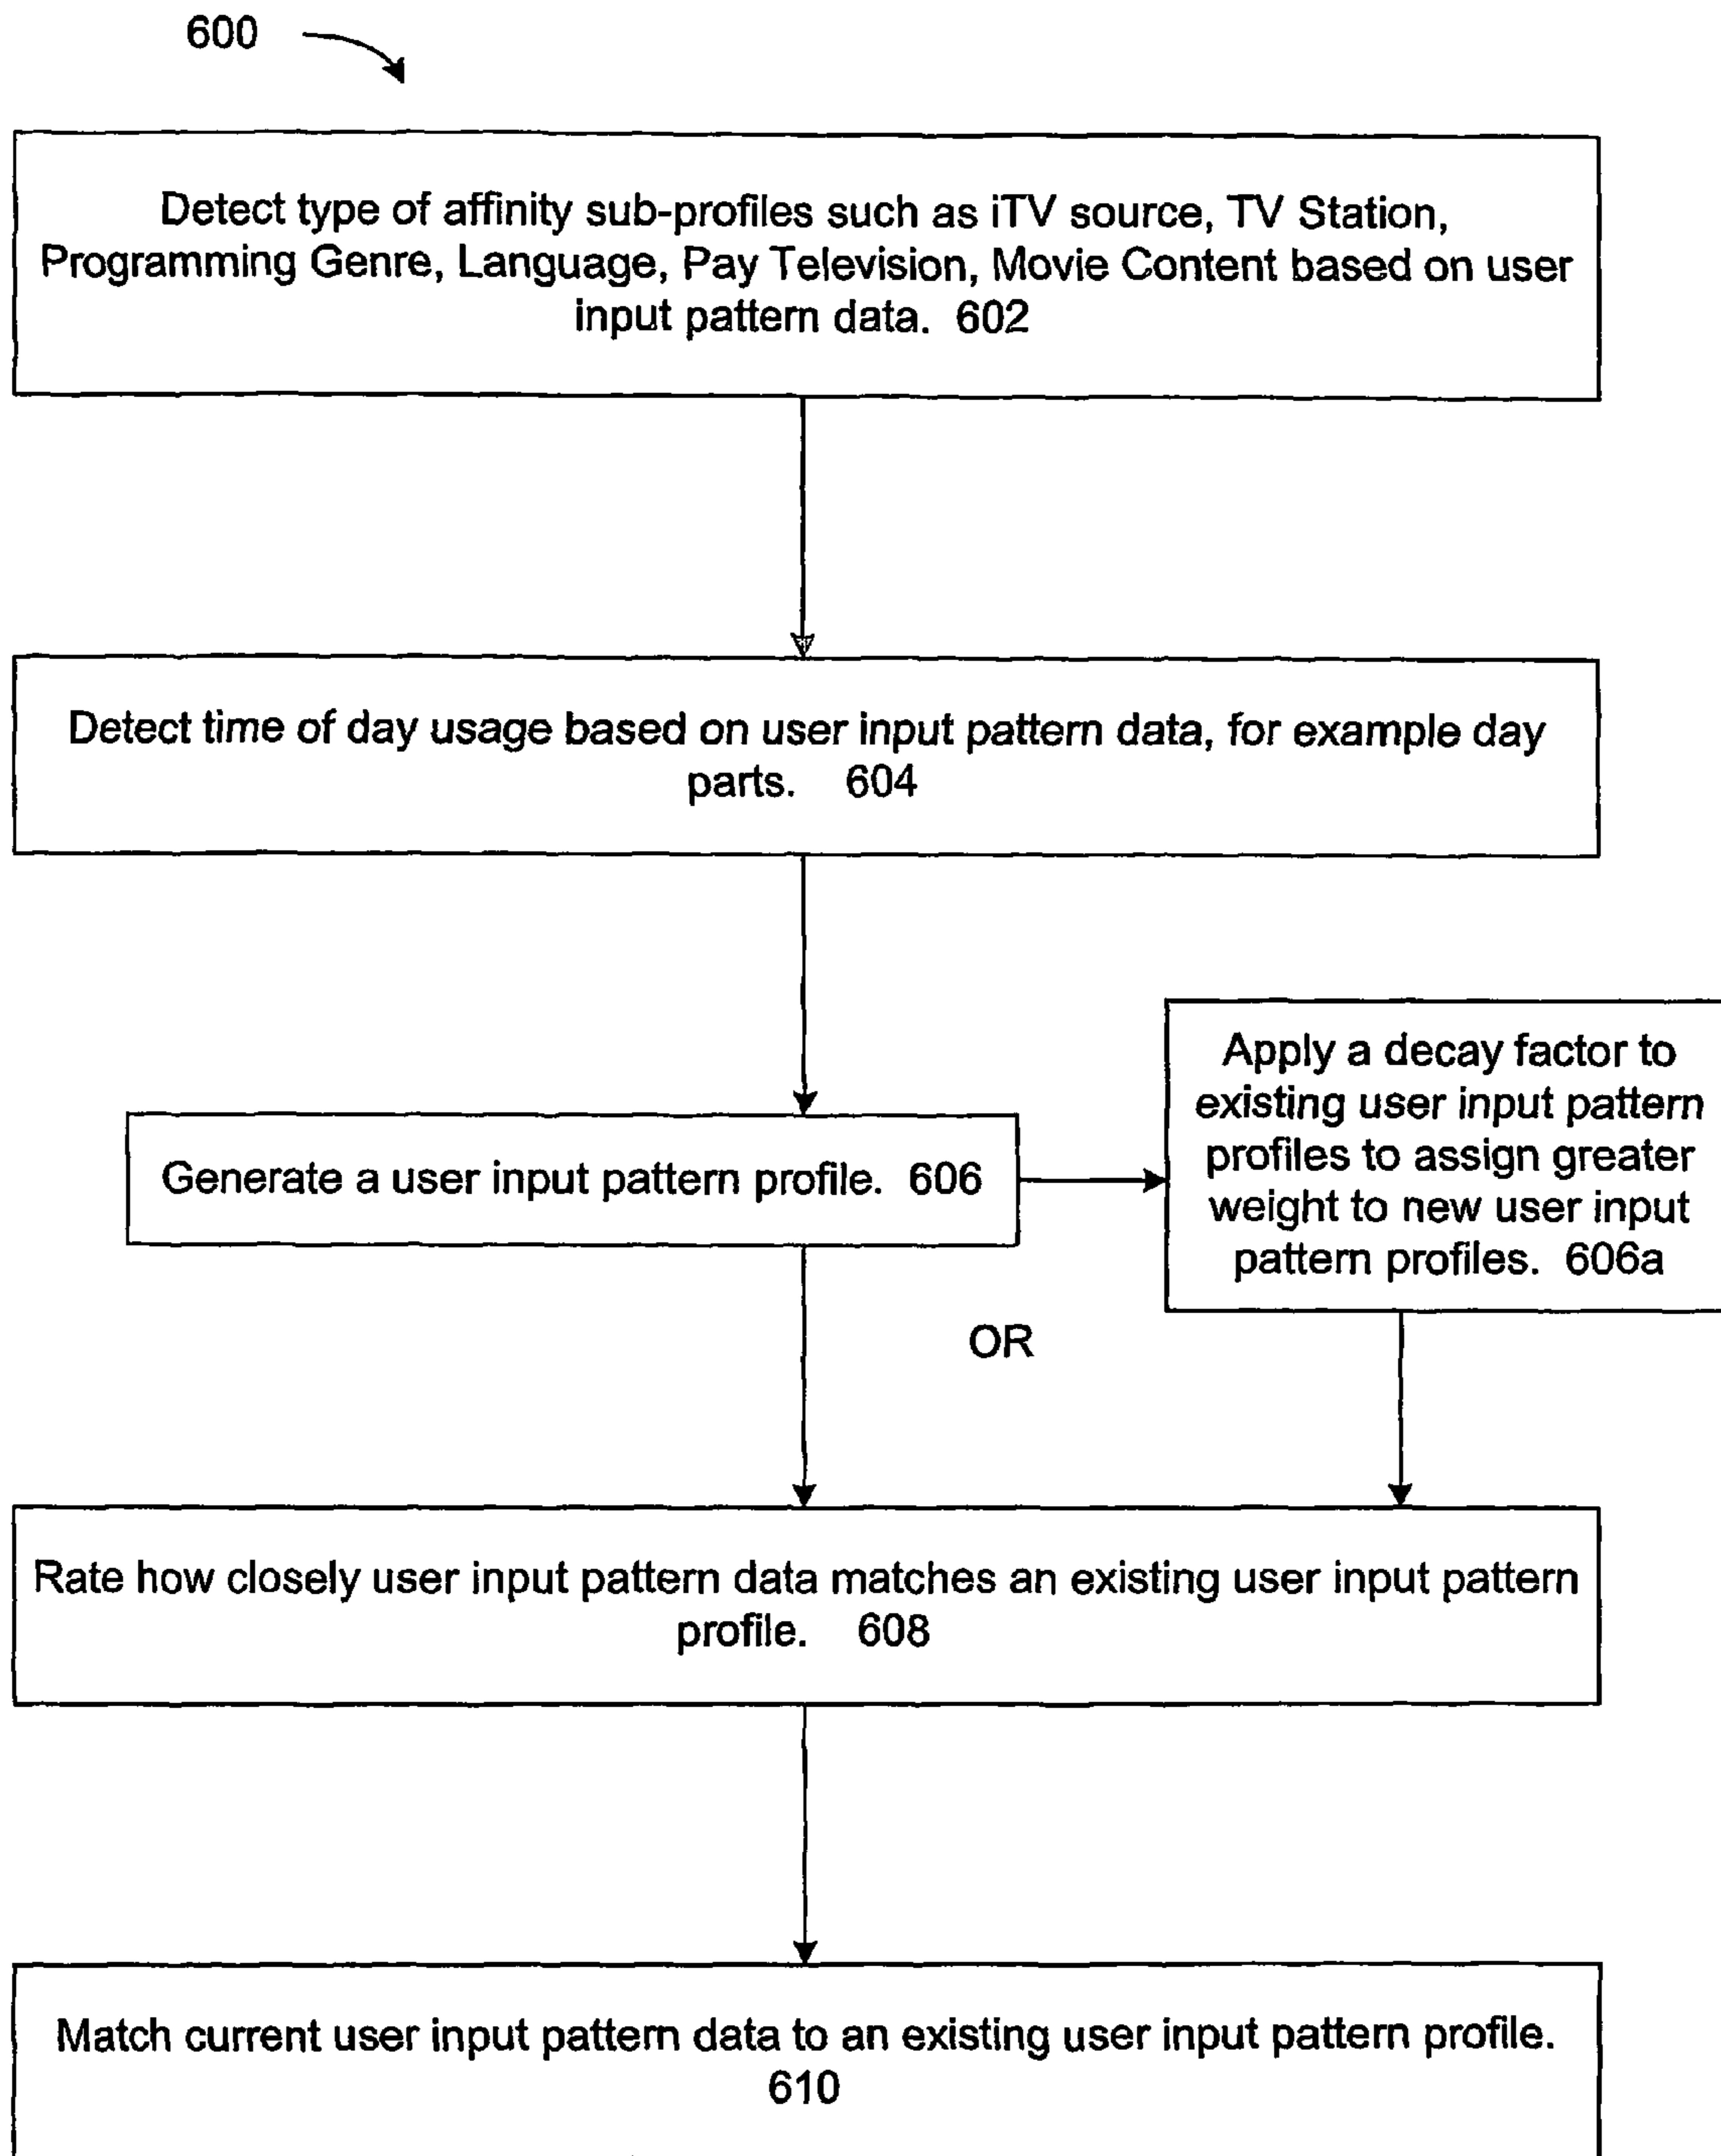 600
Detect type of affinity sub-profiles such as iTV source, TV Station,
Programming Genre, Language, Pay Television, Movie Content based on user
input pattern data. 602
Detect time of day usage based on user input pattern data, for example day
parts. 604
Generate a user input pattern profile. 606
Apply a decay factor to
existing user input pattern
profiles to assign greater
weight to new user input
pattern profiles. 606a
OR
Rate how closely user input pattern data matches an existing user input pattern
profile. 608
Match current user input pattern data to an existing user input pattern profile.
610